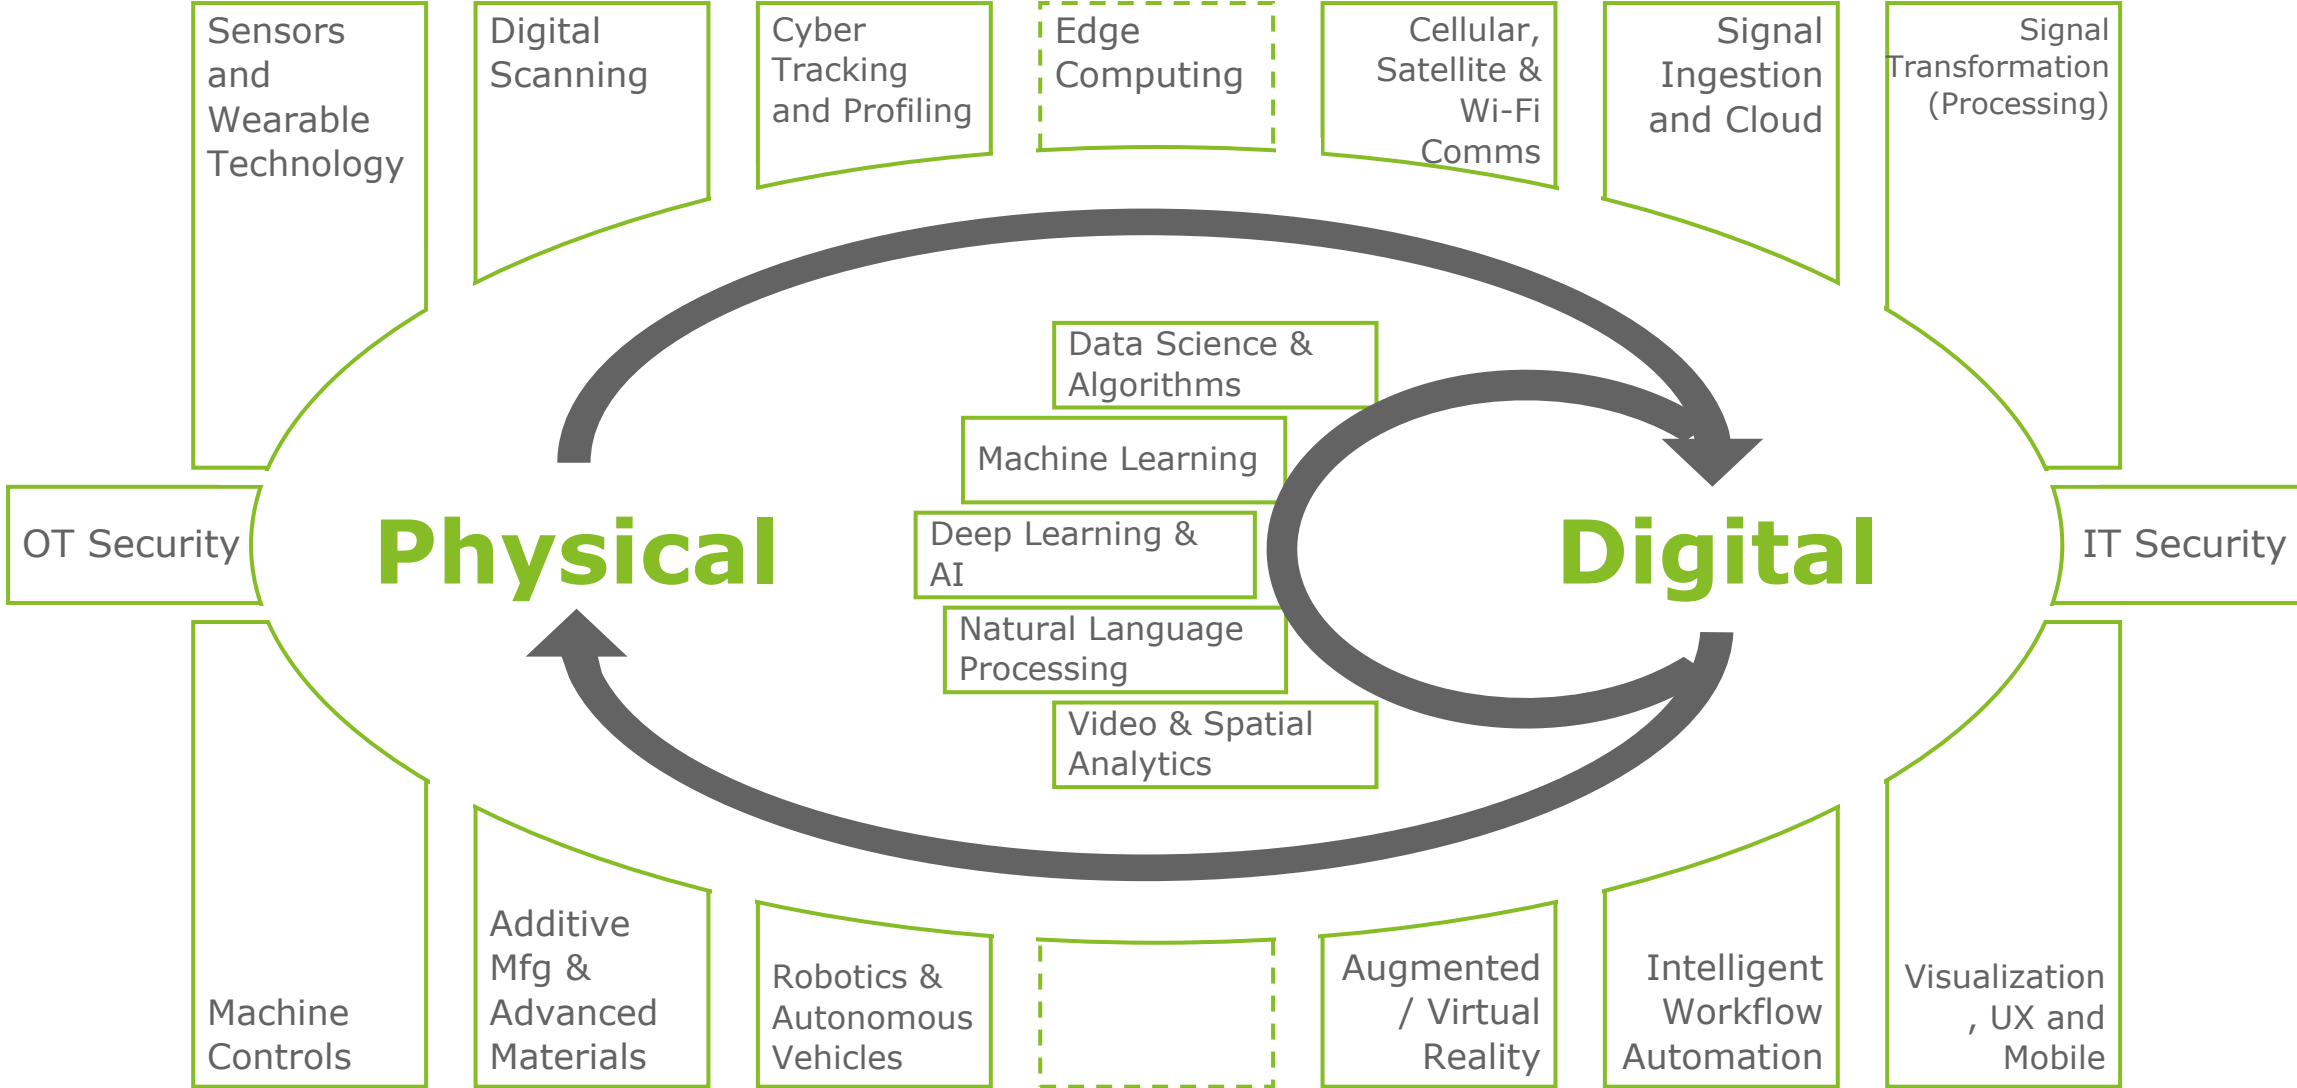 Sensors
and
Wearable
Technology
Digital
Scanning
Cyber
Tracking
and Profiling
Edge
Computing
Cellular,
Satellite &
Wi-Fi
Comms
Signal
Ingestion
and Cloud
Signal
Transformation
(Processing)
Data Science &
Algorithms
Machine Learning
OT Security
Physical
Deep Learning &
AI
Digital
IT Security
Natural Language
Processing
Video & Spatial
Analytics
Machine
Controls
Additive
Mfg &
Advanced
Materials
Robotics &
Autonomous
Vehicles
Augmented
/ Virtual
Reality
Intelligent
Workflow
Automation
Visualization
, UX and
Mobile